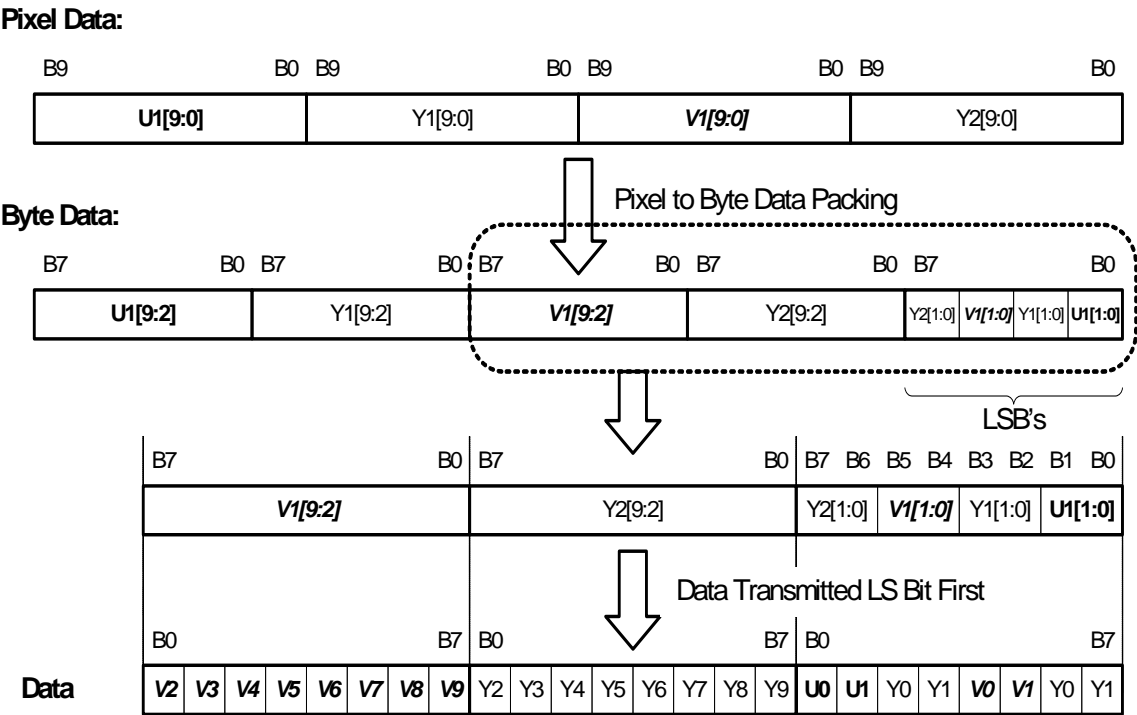 Pixel Data:
B9 B0 B9 B0 B9 B0 B9 B0
U1[9:0] Y1[9:0] V1[9:0] Y2[9:0]
Pixel to Byte Data Packing
Byte Data:
B7 B0 B7 B0 B7 B0 B7 B0 B7 B0
U1[9:2] Y1[9:2] V1[9:2] Y2[9:2] Y2[1:0] V1[1:0] Y1[1:0] U1[1:0]
LSB's
B7 B0 B7 B0 B7 B6 B5 B4 B3 B2 B1 B0
V1[9:2] Y2[9:2] Y2[1:0] V1[1:0] Y1[1:0] U1[1:0]
Data Transmitted LS Bit First
B0 B7 B0 B7 B0 B7
Data V2 V3 V4 V5 V6 V7 V8 V9 Y2 Y3 Y4 Y5 Y6 Y7 Y8 Y9 U0 U1 Y0 Y1 V0 V1 Y0 Y1